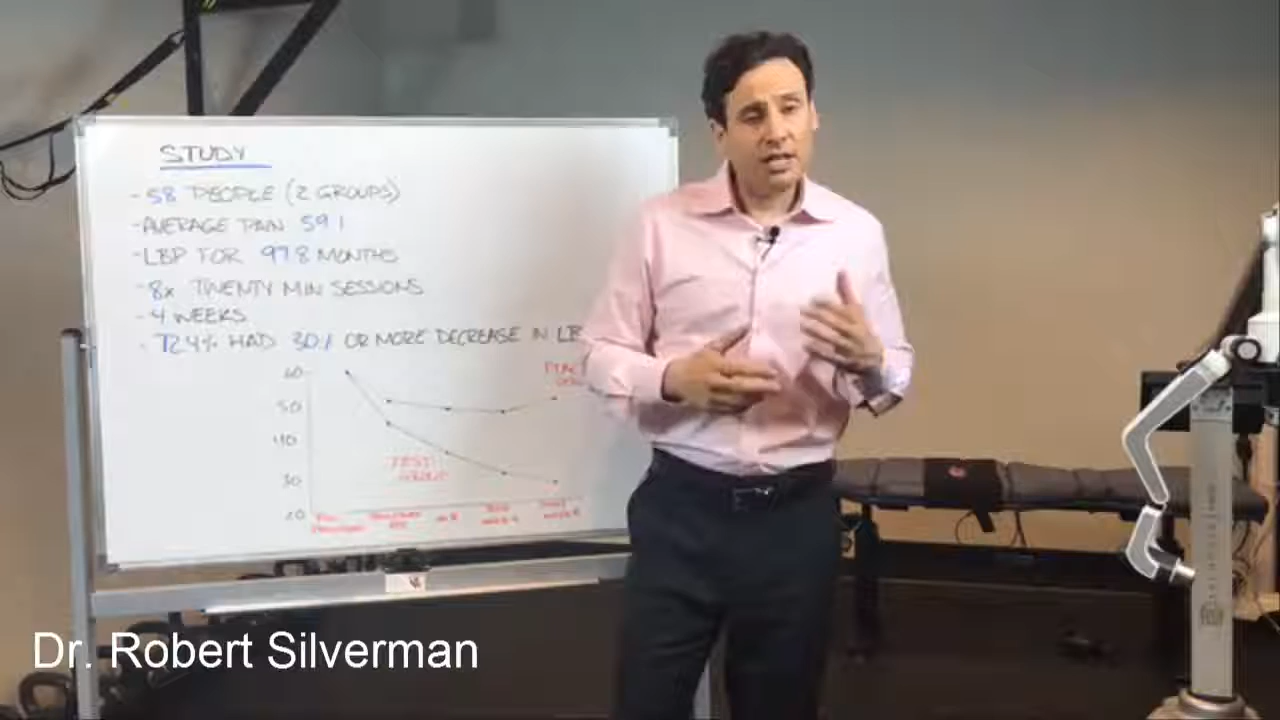 STUDY
- 58 PEOPLE (2 GROUPS)
- AVERAGE PAIN 59.1
- LBP FOR 97.8 MONTHS
- 8x TWENTY MIN SESSIONS
- 4 WEEKS
- 72.4% HAD 30% OR MORE DECREASE IN LB
60
50
40
30
20
TEST
GROUP
Dr. Robert Silverman